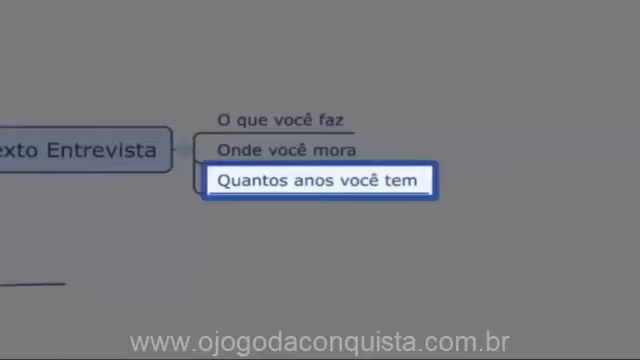 O que você faz
exto Entrevista
Onde você mora
Quantos anos você tem
www.ojogodaconquista.com.br